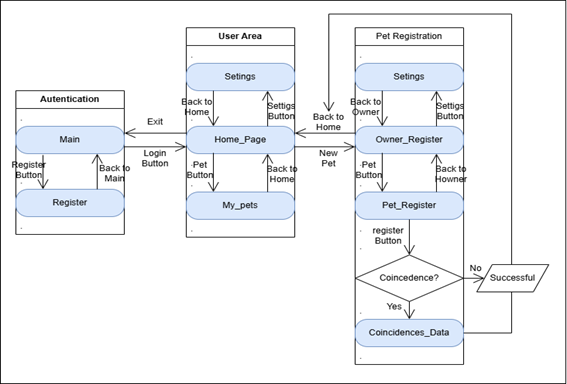 User Area
Pet Registration
Setings
Setings
Autentication
Back to
Home
Settigs
Button
Back to
Home
Back to
Owner
Settigs
Button
Exit
Main
Home_Page
Owner_Register
Login
Button
New
Pet
Register
Button
Back to
Main
Pet
Button
Back to
Home
Pet
Button
Back to
Howner
Register
My_pets
Pet_Register
register
Button
Coincedence?
No
Successful
Yes
Coincidences_Data